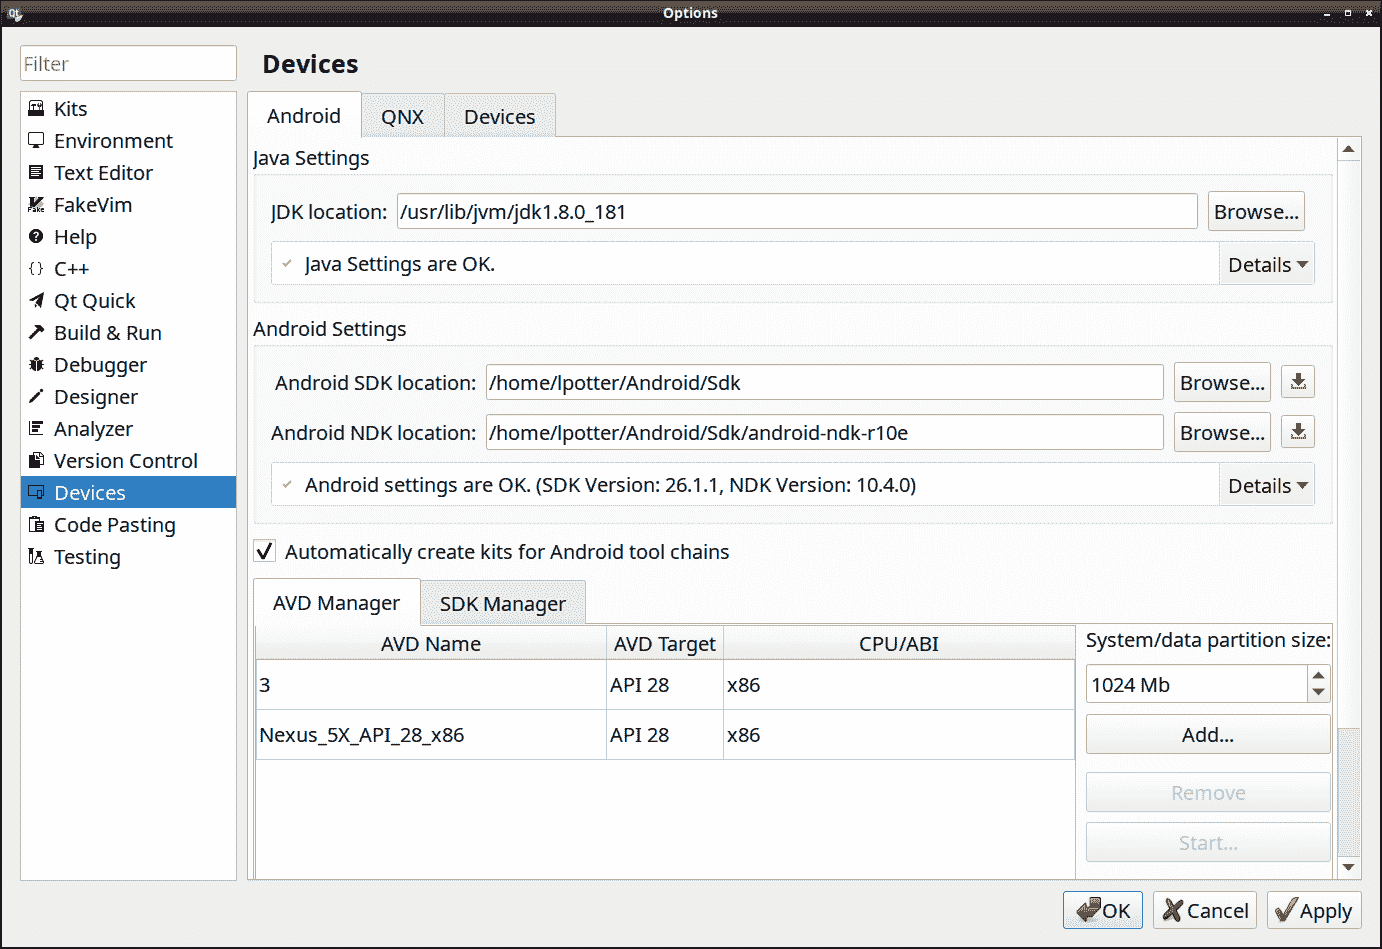 Qt
Options
Filter
Devices
Kits
Environment
Text Editor
FakeVim
Help
C++
Qt Quick
Build & Run
Debugger
Designer
Analyzer
Version Control
Devices
Code Pasting
Testing
Android
QNX
Devices
Java Settings
JDK location: /usr/lib/jvm/jdk1.8.0_181 Browse...
Java Settings are OK. Details
Android Settings
Android SDK location: /home/lpotter/Android/Sdk Browse...
Android NDK location: /home/lpotter/Android/Sdk/android-ndk-r10e Browse...
Android settings are OK. (SDK Version: 26.1.1, NDK Version: 10.4.0) Details
Automatically create kits for Android tool chains
AVD Manager SDK Manager
AVD Name AVD Target CPU/ABI
3 API 28 x86
Nexus_5X_API_28_x86 API 28 x86
System/data partition size:
1024 Mb
Add...
Remove
Start...
OK Cancel Apply